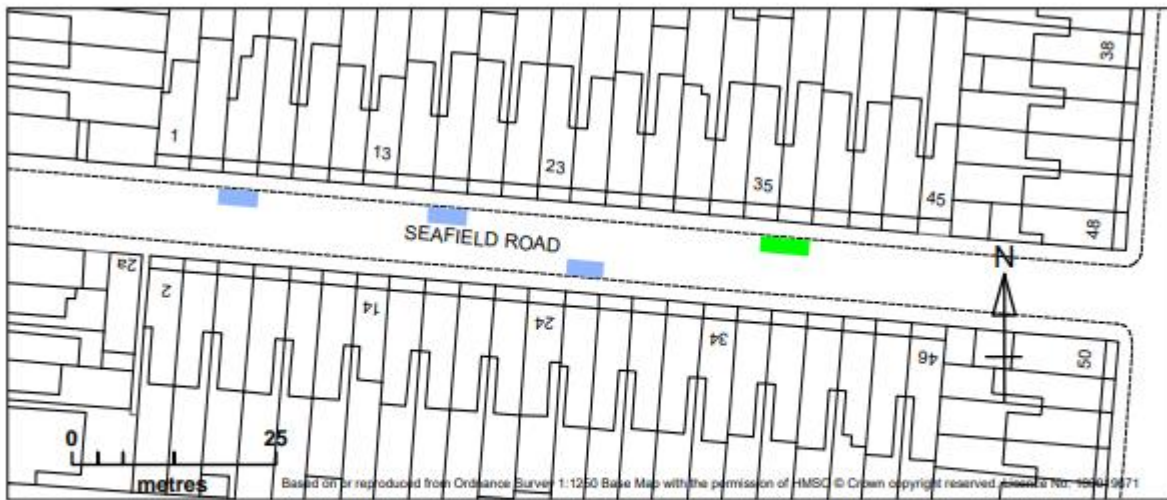 38
1
13
23
35
45
48
SEAFIELD ROAD
N
2a
2
14
24
34
46
50
0 25
metres
Based on or reproduced from Ordnance Survey 1:1250 Base Map with the permission of HMSO © Crown copyright reserved. Licence No.